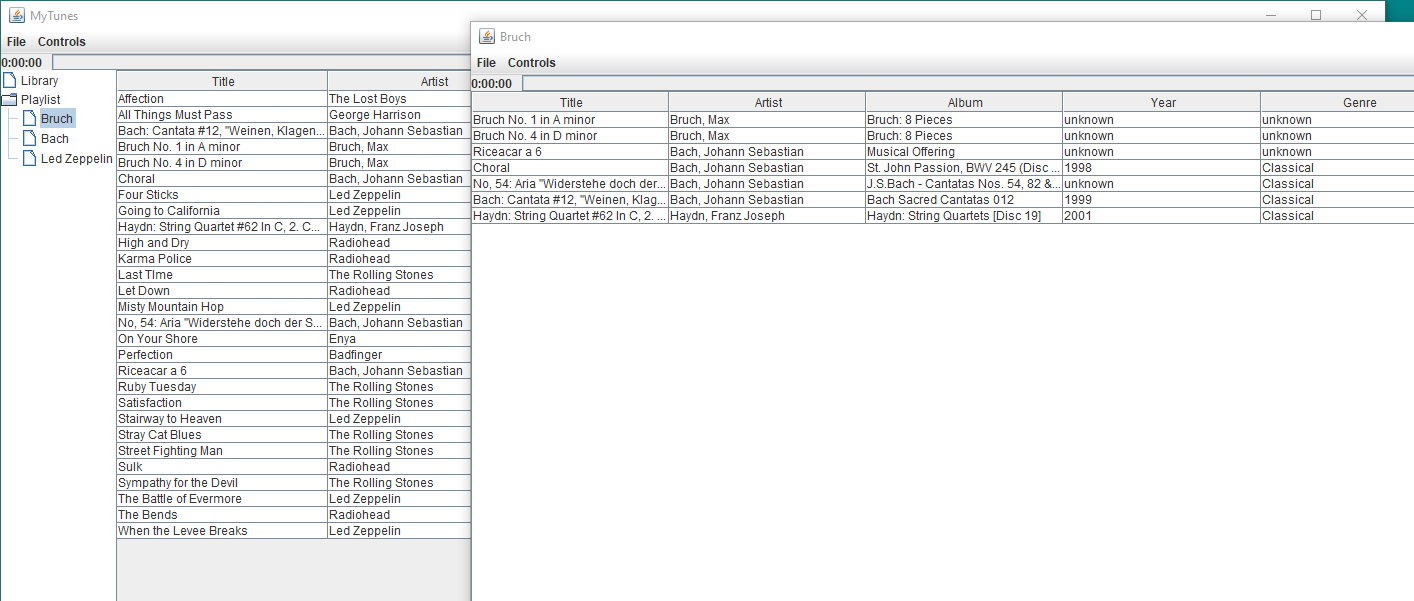 MyTunes
File Controls
0:00:00
Library
Playlist
Bruch
Bach
Led Zeppelin
Title Artist
Affection The Lost Boys
All Things Must Pass George Harrison
Bach: Cantata #12, "Weinen, Klagen... Bach, Johann Sebastian
Bruch No. 1 in A minor Bruch, Max
Bruch No. 4 in D minor Bruch, Max
Choral Bach, Johann Sebastian
Four Sticks Led Zeppelin
Going to California Led Zeppelin
Haydn: String Quartet #62 In C, 2. C... Haydn, Franz Joseph
High and Dry Radiohead
Karma Police Radiohead
Last TIme The Rolling Stones
Let Down Radiohead
Misty Mountain Hop Led Zeppelin
No, 54: Aria "Widerstehe doch der S... Bach, Johann Sebastian
On Your Shore Enya
Perfection Badfinger
Riceacar a 6 Bach, Johann Sebastian
Ruby Tuesday The Rolling Stones
Satisfaction The Rolling Stones
Stairway to Heaven Led Zeppelin
Stray Cat Blues The Rolling Stones
Street Fighting Man The Rolling Stones
Sulk Radiohead
Sympathy for the Devil The Rolling Stones
The Battle of Evermore Led Zeppelin
The Bends Radiohead
When the Levee Breaks Led Zeppelin
Bruch
File Controls
0:00:00
Title Artist Album Year Genre
Bruch No. 1 in A minor Bruch, Max Bruch: 8 Pieces unknown unknown
Bruch No. 4 in D minor Bruch, Max Bruch: 8 Pieces unknown unknown
Riceacar a 6 Bach, Johann Sebastian Musical Offering unknown unknown
Choral Bach, Johann Sebastian St. John Passion, BWV 245 (Disc ... 1998 Classical
No, 54: Aria "Widerstehe doch der... Bach, Johann Sebastian J.S.Bach - Cantatas Nos. 54, 82 &... unknown Classical
Bach: Cantata #12, "Weinen, Klag... Bach, Johann Sebastian Bach Sacred Cantatas 012 1999 Classical
Haydn: String Quartet #62 In C, 2. ... Haydn, Franz Joseph Haydn: String Quartets [Disc 19] 2001 Classical